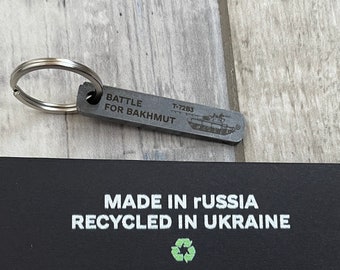 BATTLE
FOR BAKHMUT
T-72B3
MADE IN rUSSIA
RECYCLED IN UKRAINE